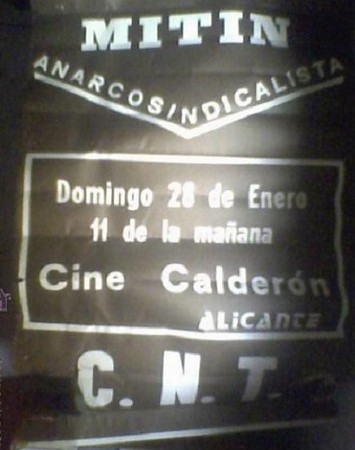 MITIN
ANARCOSINDICALISTA
Domingo 28 de Enero
11 de la mañana
Cine Calderón
ALICANTE
C. N. T.